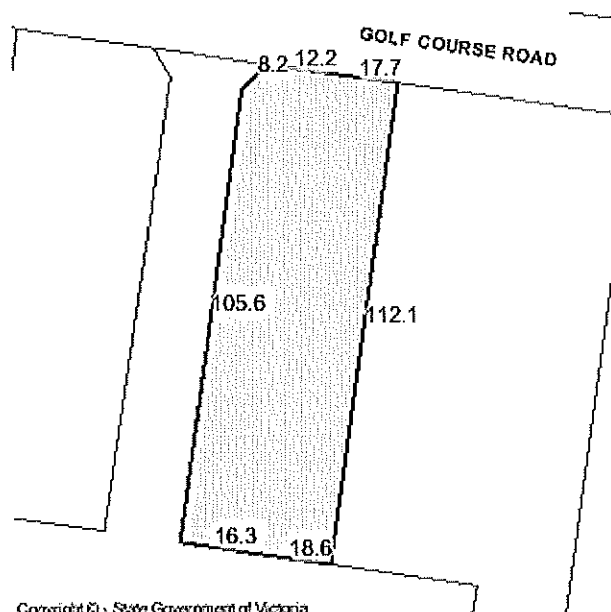 GOLF COURSE ROAD
8.2 12.2 17.7
105.6
112.1
16.3
18.6
Copyright © - State Government of Victoria